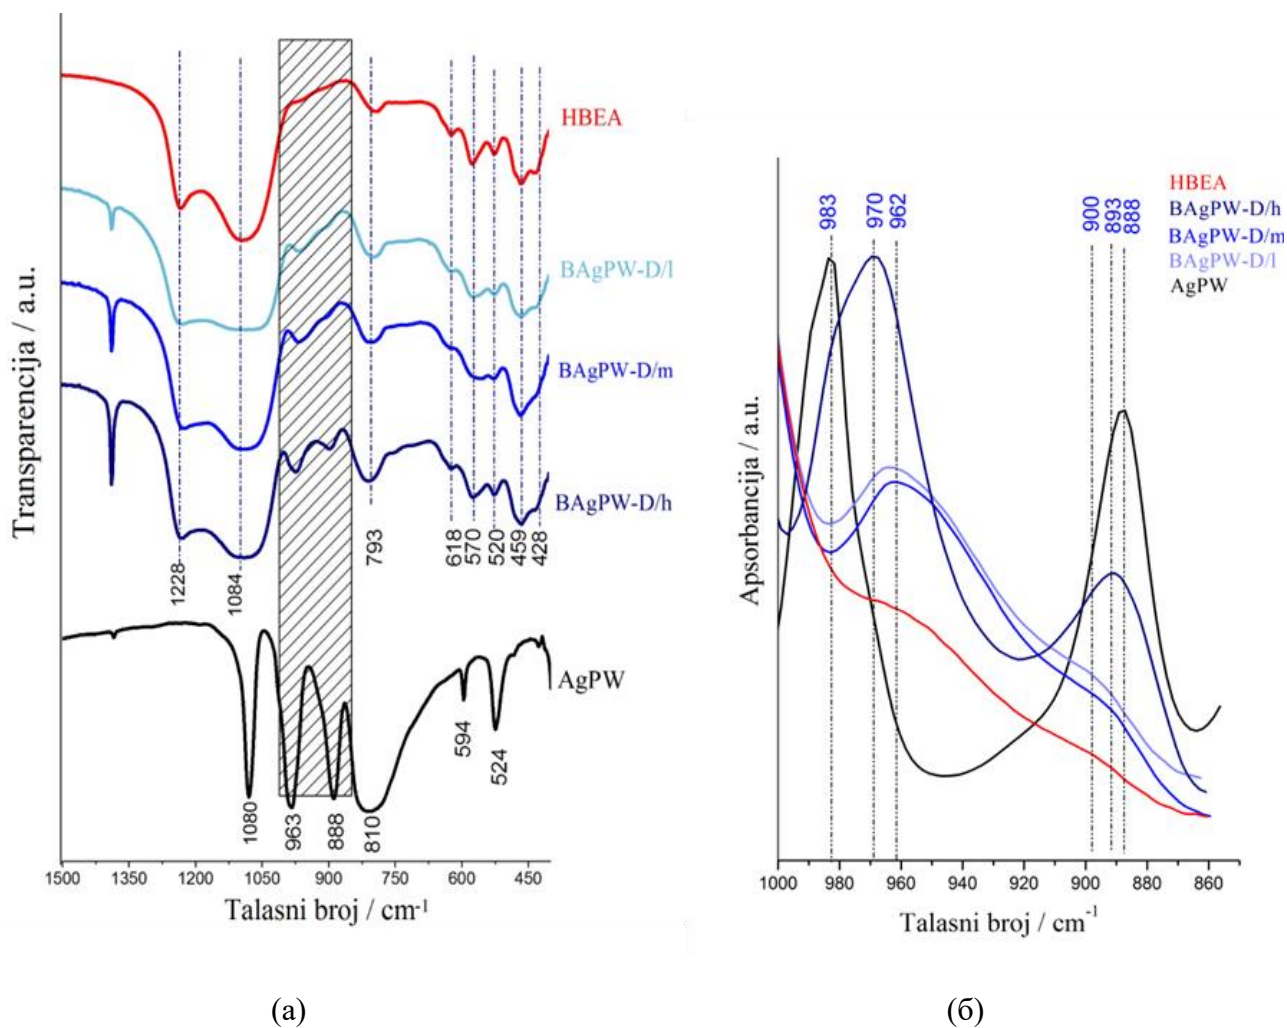 HBEA
BAgPW-D/l
BAgPW-D/m
BAgPW-D/h
AgPW
Transparencija / a.u.
1228
1084
793
618
570
520
459
428
1080
963
888
810
594
524
1500 1350 1200 1050 900 750 600 450
Talasni broj / cm-1
(а)
983
970
962
900
893
888
HBEA
BAgPW-D/h
BAgPW-D/m
BAgPW-D/l
AgPW
Apsorbancija / a.u.
1000 980 960 940 920 900 880 860
Talasni broj / cm-1
(б)